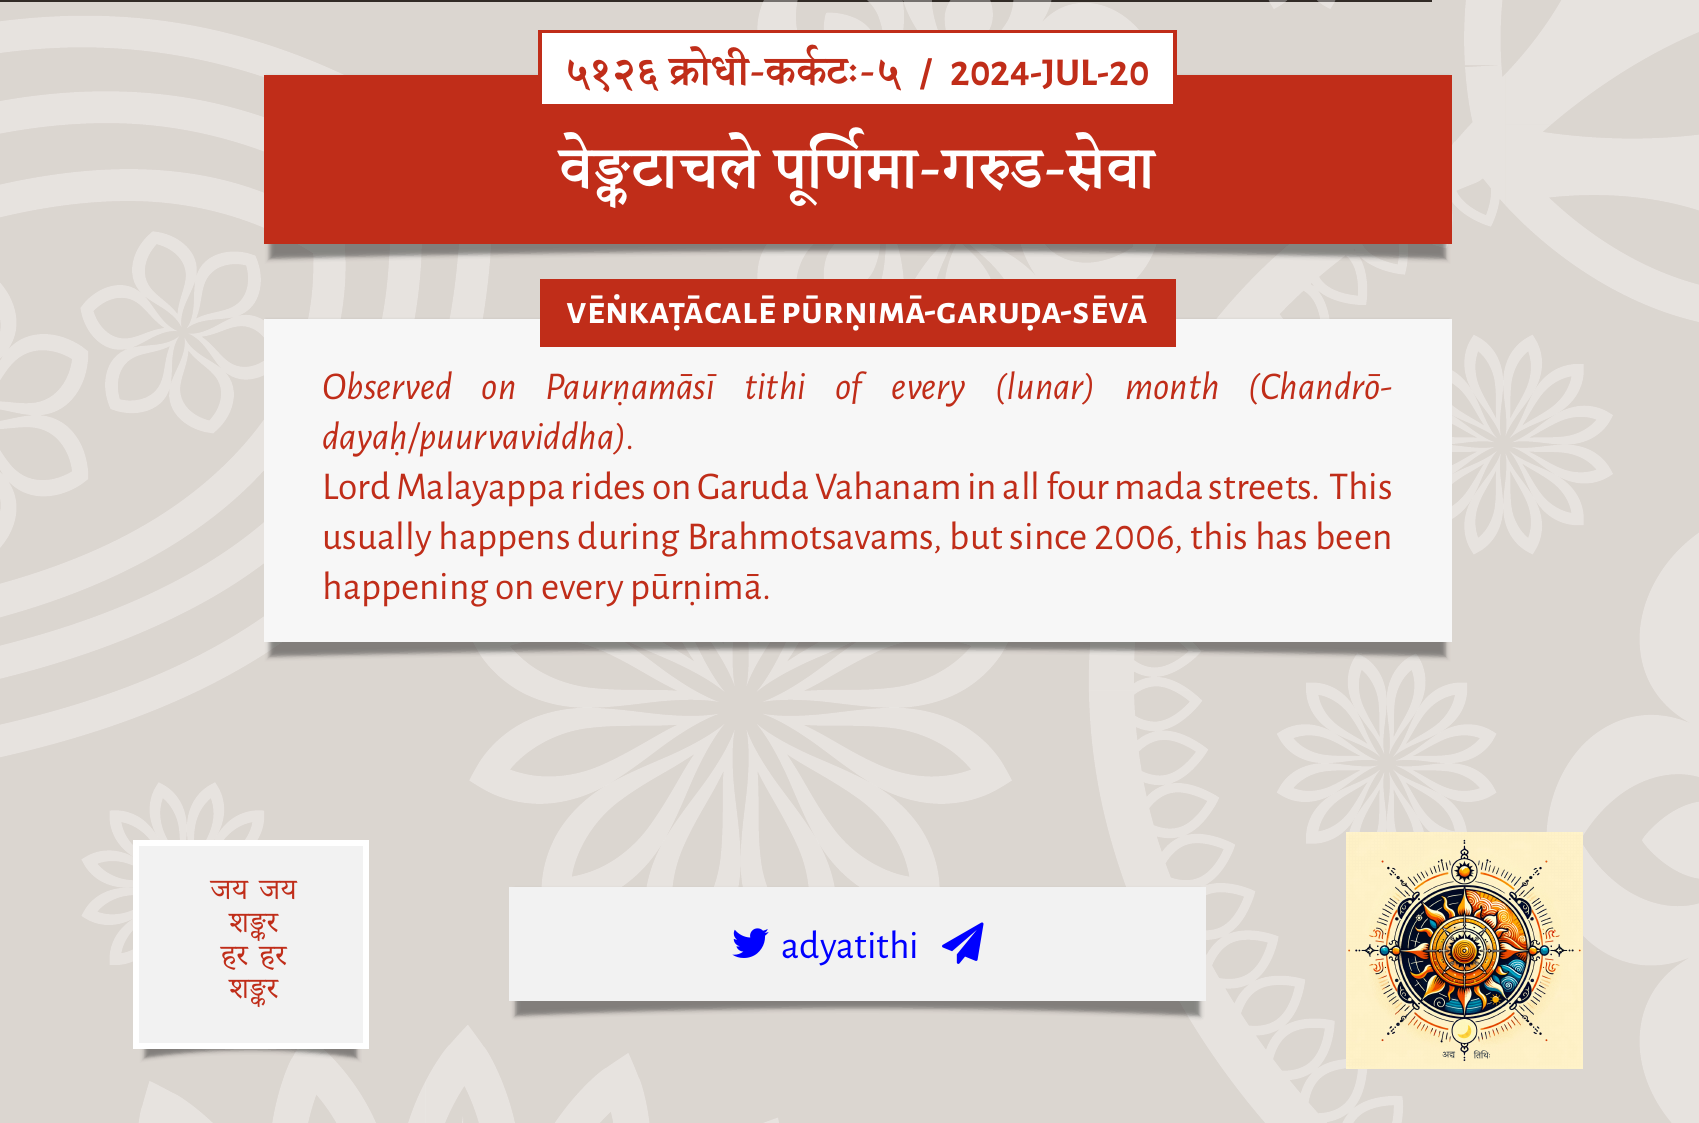 ५१२६ क्रोधी-कर्कटः-५ / 2024-JUL-20
वेङ्कटाचले पूर्णिमा-गरुड-सेवा
VĒṄKAṬĀCALĒ PŪRṆIMĀ-GARUḌA-SĒVĀ
Observed on Paurṇamāsī tithi of every (lunar) month (Chandrō-
dayaḥ/puurvaviddha).
Lord Malayappa rides on Garuda Vahanam in all four mada streets. This
usually happens during Brahmotsavams, but since 2006, this has been
happening on every pūrṇimā.
जय जय
शङ्कर
हर हर
शङ्कर
adyatithi
अद्य तिथिः